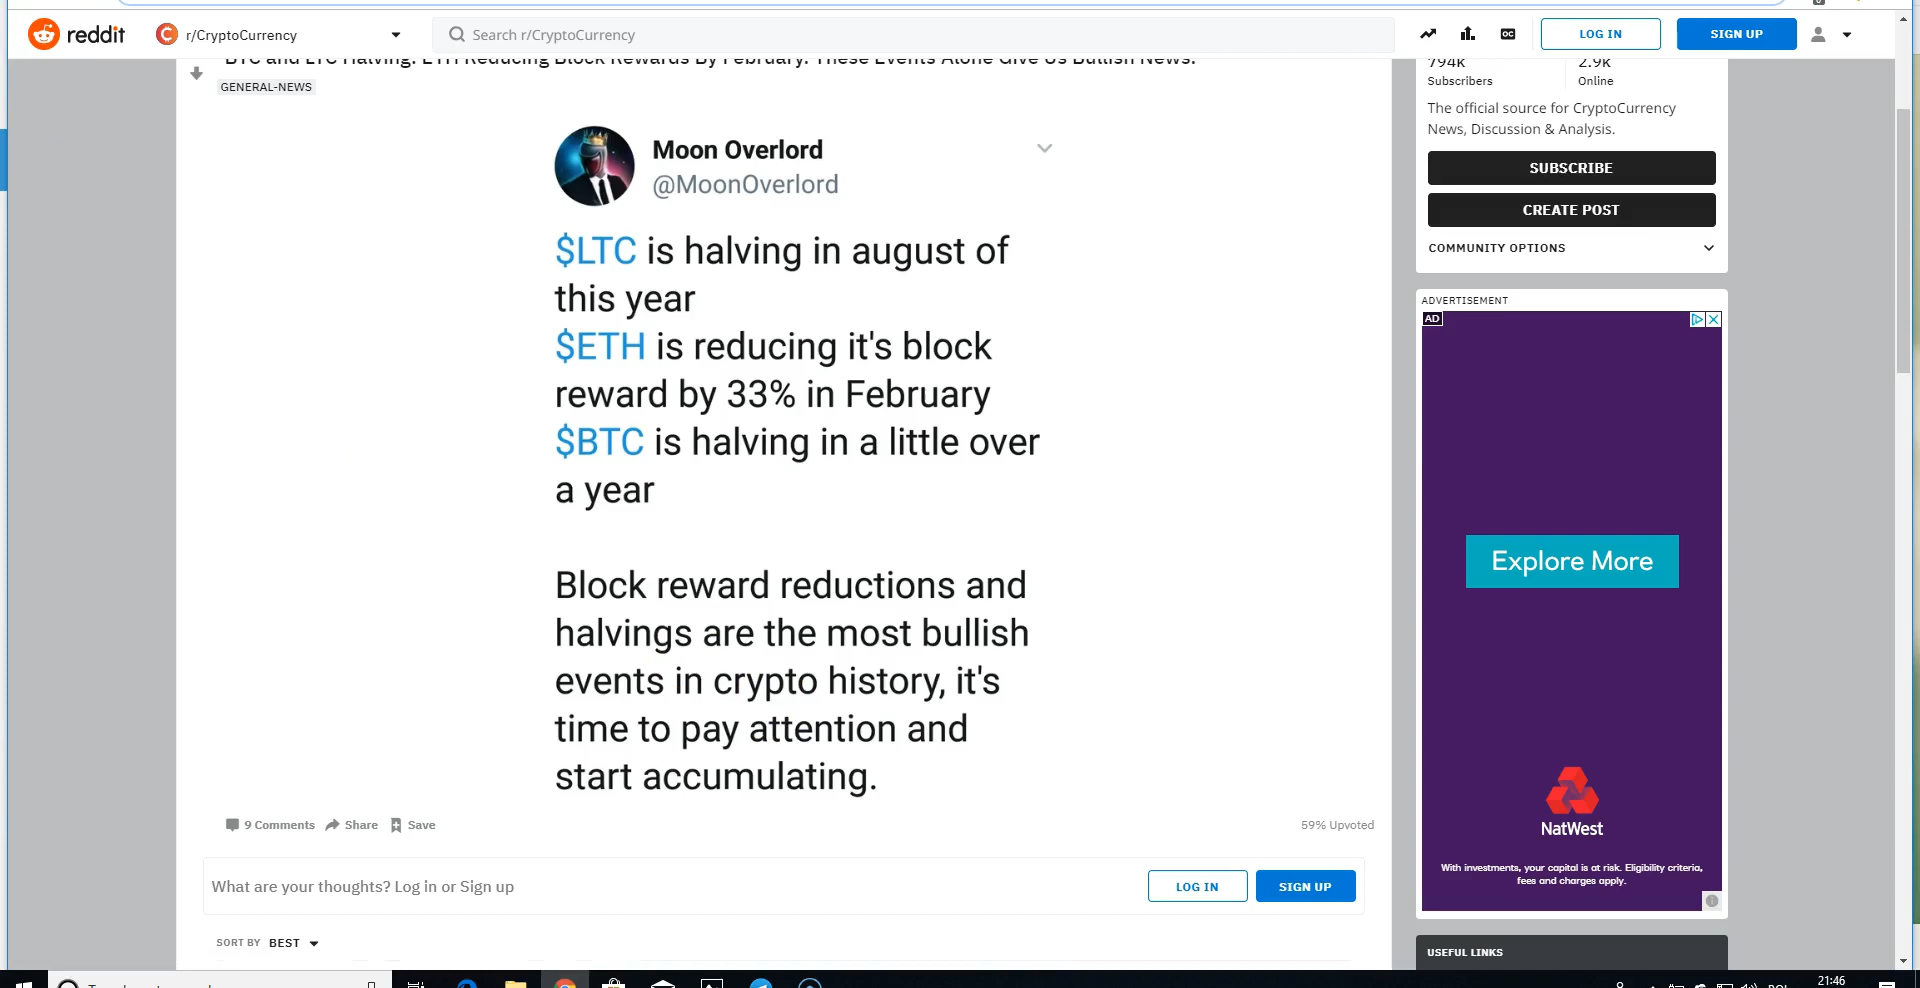 reddit
r/CryptoCurrency
Search r/CryptoCurrency
LOG IN
SIGN UP
BTC and LTC Halving. ETH Reducing Block Rewards By February. These Events Alone Give Us Bullish News.
GENERAL-NEWS
Moon Overlord
@MoonOverlord
$LTC is halving in august of
this year
$ETH is reducing it's block
reward by 33% in February
$BTC is halving in a little over
a year
Block reward reductions and
halvings are the most bullish
events in crypto history, it's
time to pay attention and
start accumulating.
9 Comments
Share
Save
59% Upvoted
What are your thoughts? Log in or Sign up
LOG IN
SIGN UP
SORT BY BEST
794k
2.9k
Subscribers
Online
The official source for CryptoCurrency
News, Discussion & Analysis.
SUBSCRIBE
CREATE POST
COMMUNITY OPTIONS
ADVERTISEMENT
AD
Explore More
NatWest
With investments, your capital is at risk. Eligibility criteria,
fees and charges apply.
USEFUL LINKS
21:46